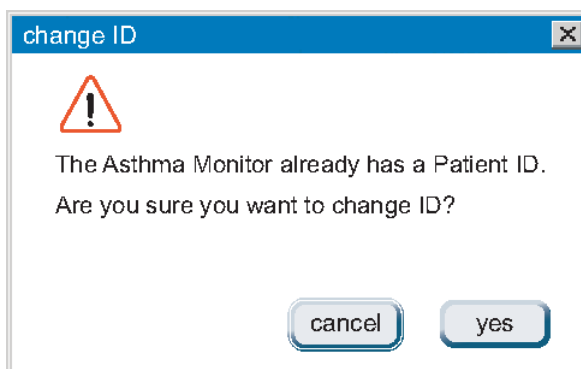 change ID
The Asthma Monitor already has a Patient ID.
Are you sure you want to change ID?
cancel yes